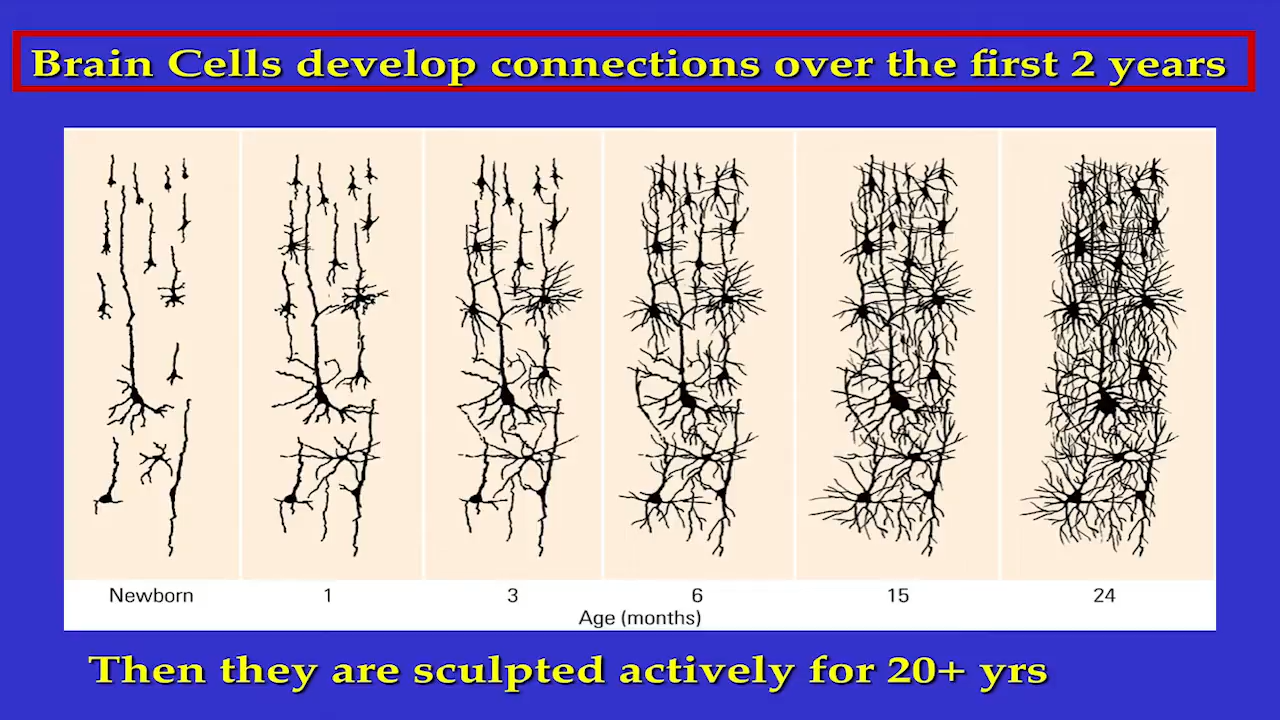 Brain Cells develop connections over the first 2 years
Newborn 1 3 6 15 24
Age (months)
Then they are sculpted actively for 20+ yrs